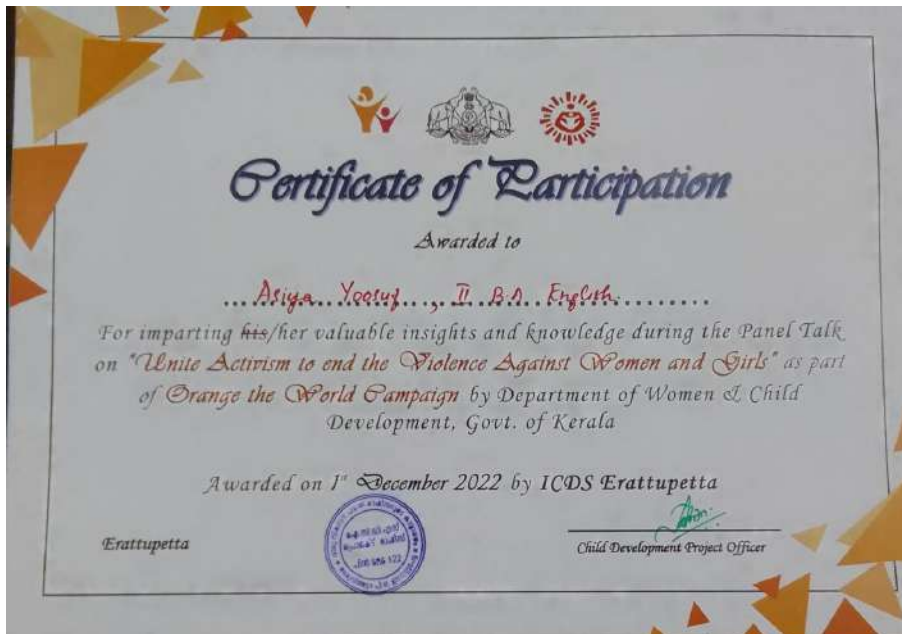 Certificate of Participation
Awarded to
Asiya Yoosuf, II B.A English
For imparting his/her valuable insights and knowledge during the Panel Talk
on "Unite Activism to end the Violence Against Women and Girls" as part
of Orange the World Campaign by Department of Women & Child
Development, Govt. of Kerala
Awarded on 1st December 2022 by ICDS Erattupetta
Erattupetta
Child Development Project Officer